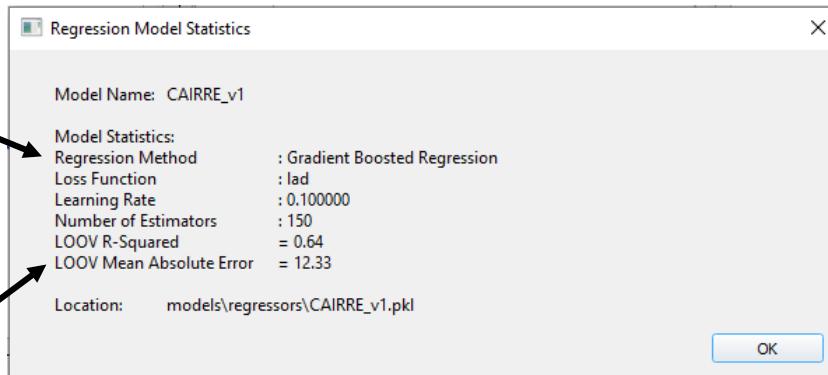 Regression Model Statistics
Model Name: CAIRRE_v1
Model Statistics:
Regression Method : Gradient Boosted Regression
Loss Function : lad
Learning Rate : 0.100000
Number of Estimators : 150
LOOV R-Squared = 0.64
LOOV Mean Absolute Error = 12.33
Location: models\regressors\CAIRRE_v1.pkl
OK